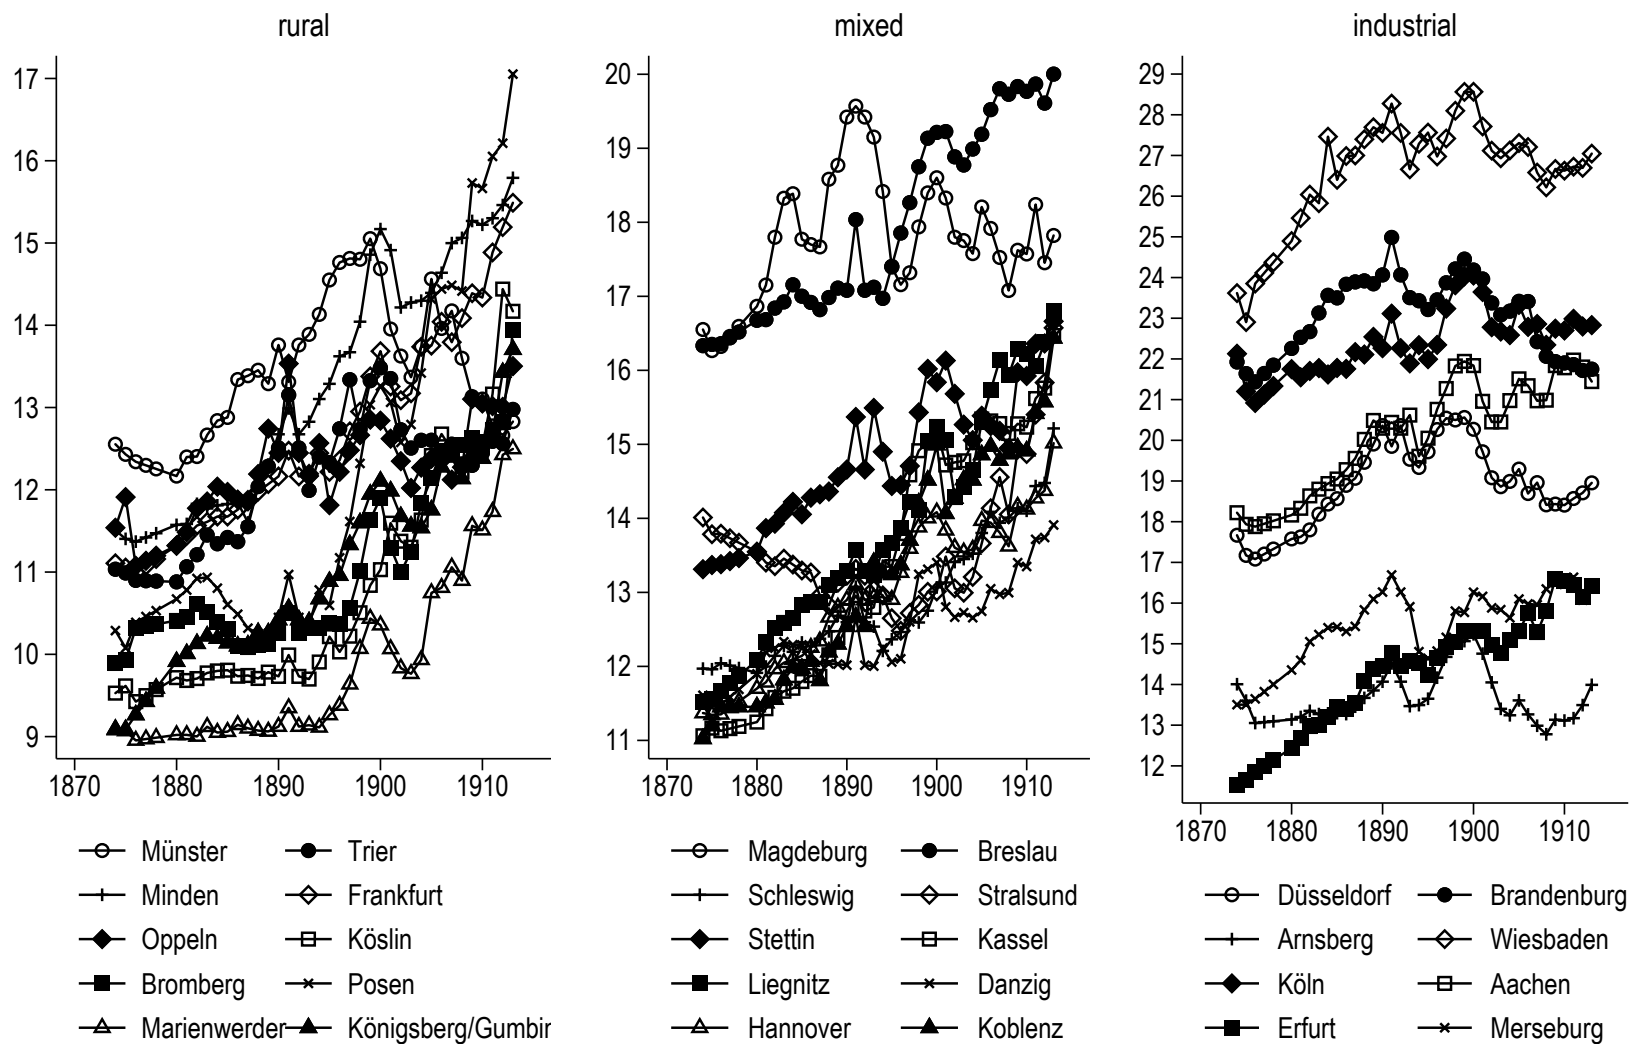 rural mixed industrial
17
16
15
14
13
12
11
10
9
1870 1880 1890 1900 1910
20
19
18
17
16
15
14
13
12
11
1870 1880 1890 1900 1910
29
28
27
26
25
24
23
22
21
20
19
18
17
16
15
14
13
12
1870 1880 1890 1900 1910
Münster Trier
Minden Frankfurt
Oppeln Köslin
Bromberg Posen
Marienwerder Königsberg/Gumbin
Magdeburg Breslau
Schleswig Stralsund
Stettin Kassel
Liegnitz Danzig
Hannover Koblenz
Düsseldorf Brandenburg
Arnsberg Wiesbaden
Köln Aachen
Erfurt Merseburg